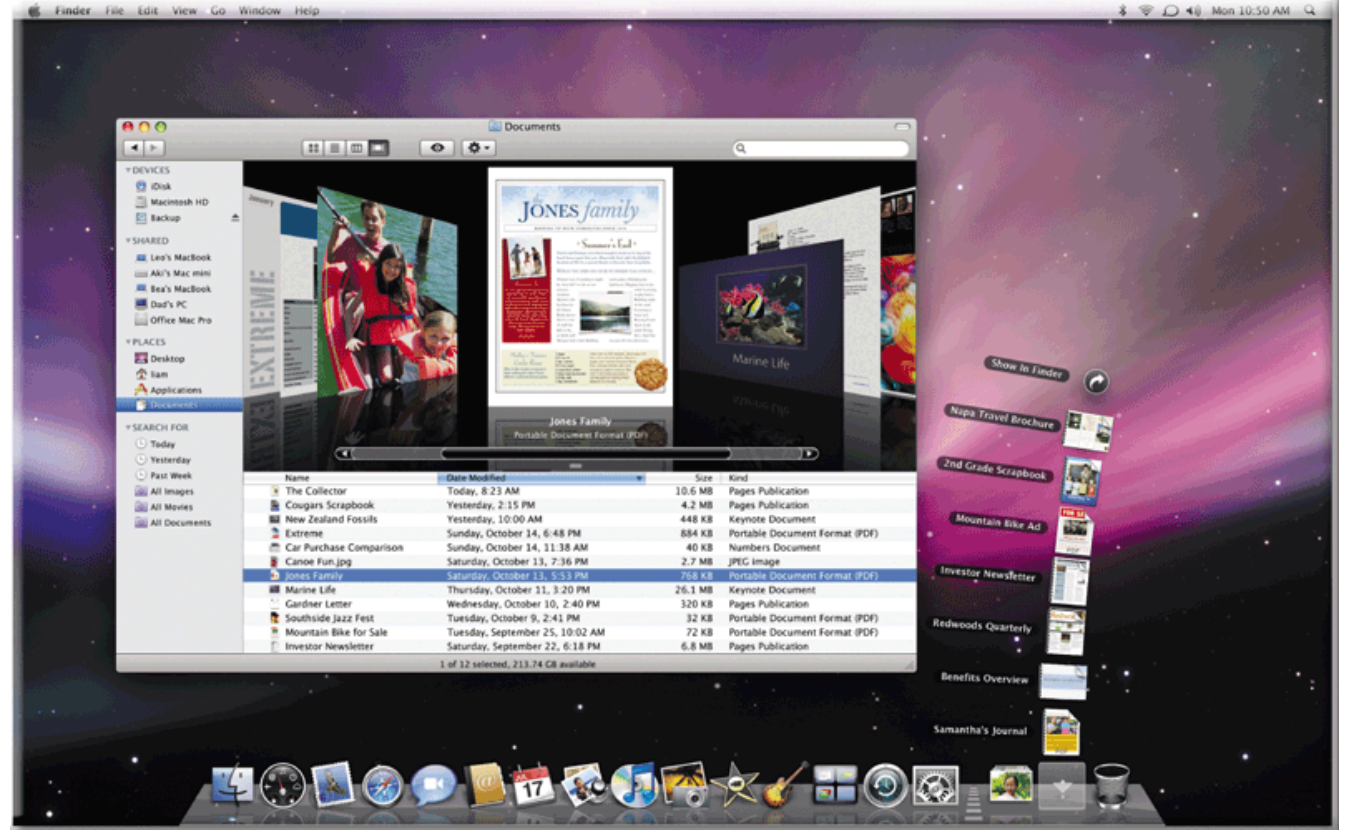 Finder File Edit View Go Window Help
Mon 10:50 AM
Documents
DEVICES
iDisk
Macintosh HD
Backup
SHARED
Leo's MacBook
Aki's Mac mini
Bea's MacBook
Dad's PC
Office Mac Pro
PLACES
Desktop
liam
Applications
Documents
SEARCH FOR
Today
Yesterday
Past Week
All Images
All Movies
All Documents
January
EXTREME
the
JONES family
Summer's End
Marine Life
Jones Family
Portable Document Format (PDF)
Name Date Modified Size Kind
The Collector Today, 8:23 AM 10.6 MB Pages Publication
Cougars Scrapbook Yesterday, 2:15 PM 4.2 MB Pages Publication
New Zealand Fossils Yesterday, 10:00 AM 448 KB Keynote Document
Extreme Sunday, October 14, 6:48 PM 884 KB Portable Document Format (PDF)
Car Purchase Comparison Sunday, October 14, 11:38 AM 40 KB Numbers Document
Canoe Fun.jpg Saturday, October 13, 7:36 PM 2.7 MB JPEG image
Jones Family Saturday, October 13, 5:53 PM 768 KB Portable Document Format (PDF)
Marine Life Thursday, October 11, 3:20 PM 26.1 MB Keynote Document
Gardner Letter Wednesday, October 10, 2:40 PM 320 KB Pages Publication
Southside Jazz Fest Tuesday, October 9, 2:41 PM 32 KB Portable Document Format (PDF)
Mountain Bike for Sale Tuesday, September 25, 10:02 AM 72 KB Portable Document Format (PDF)
Investor Newsletter Saturday, September 22, 6:18 PM 6.8 MB Pages Publication
1 of 12 selected, 213.74 GB available
Show in Finder
Napa Travel Brochure
2nd Grade Scrapbook
Mountain Bike Ad
FOR SA
PDF
Investor Newsletter
Redwoods Quarterly
Benefits Overview
Samantha's Journal
PDF
JUL
17